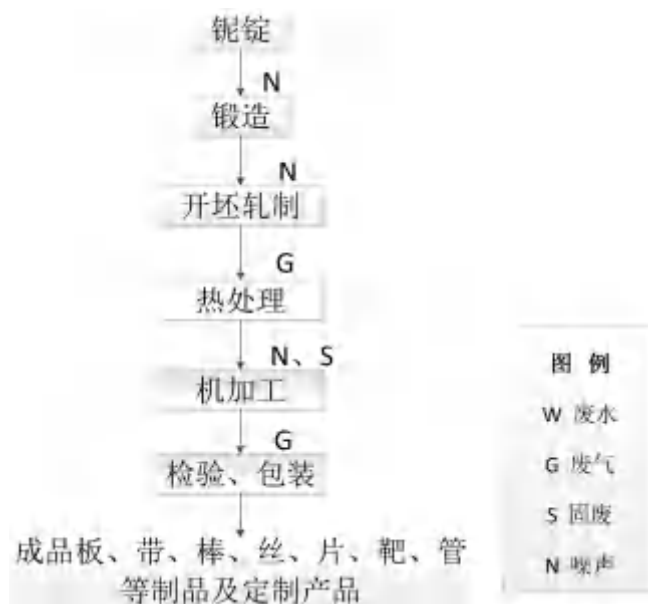 铌锭
N
锻造
N
开坯轧制
G
热处理
N、S
机加工
G
检验、包装
成品板、带、棒、丝、片、靶、管
等制品及定制产品
图 例
W 废水
G 废气
S 固废
N 噪声